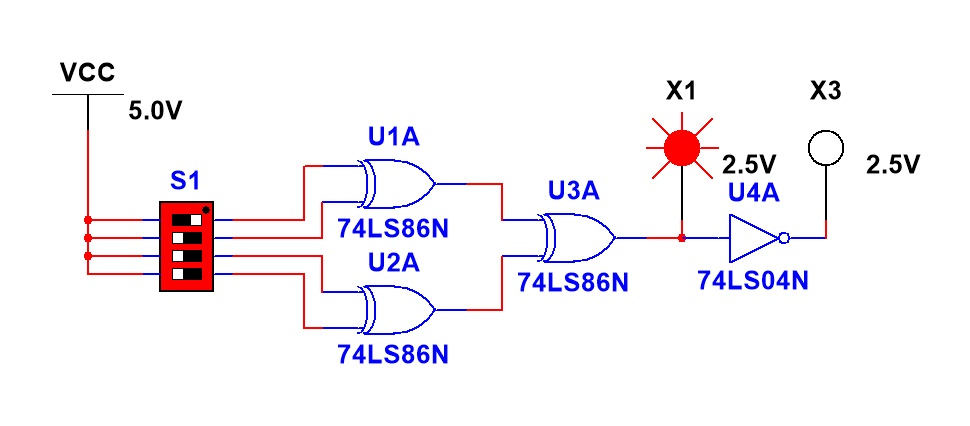 VCC
5.0V
S1
U1A
74LS86N
U2A
74LS86N
U3A
74LS86N
X1
2.5V
U4A
74LS04N
X3
2.5V